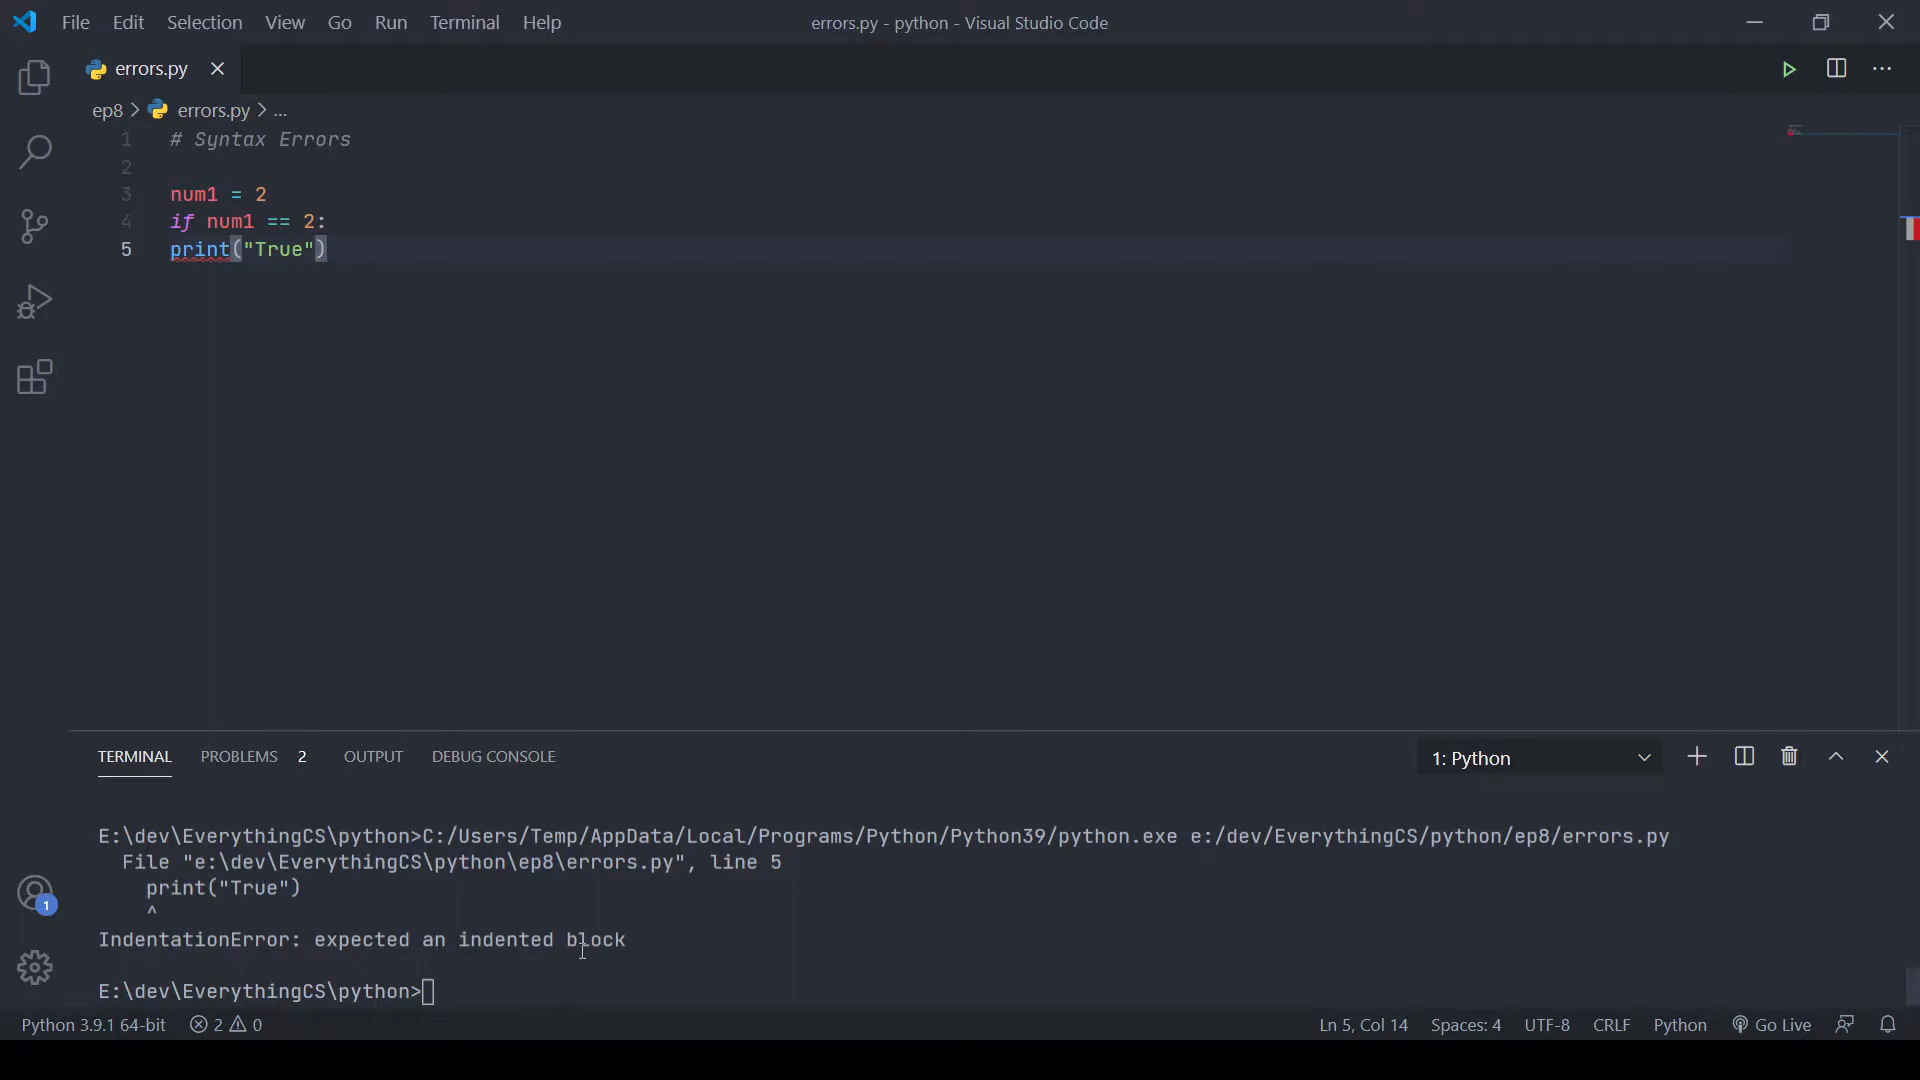 File Edit Selection View Go Run Terminal Help errors.py - python - Visual Studio Code
errors.py
ep8 > errors.py > ...
1 # Syntax Errors
2
3 num1 = 2
4 if num1 == 2:
5 print("True")
TERMINAL PROBLEMS 2 OUTPUT DEBUG CONSOLE 1: Python
E:\dev\EverythingCS\python>C:/Users/Temp/AppData/Local/Programs/Python/Python39/python.exe e:/dev/EverythingCS/python/ep8/errors.py
File "e:\dev\EverythingCS\python\ep8\errors.py", line 5
print("True")
^
IndentationError: expected an indented block
E:\dev\EverythingCS\python>
1
Python 3.9.1 64-bit 2 0 Ln 5, Col 14 Spaces: 4 UTF-8 CRLF Python Go Live